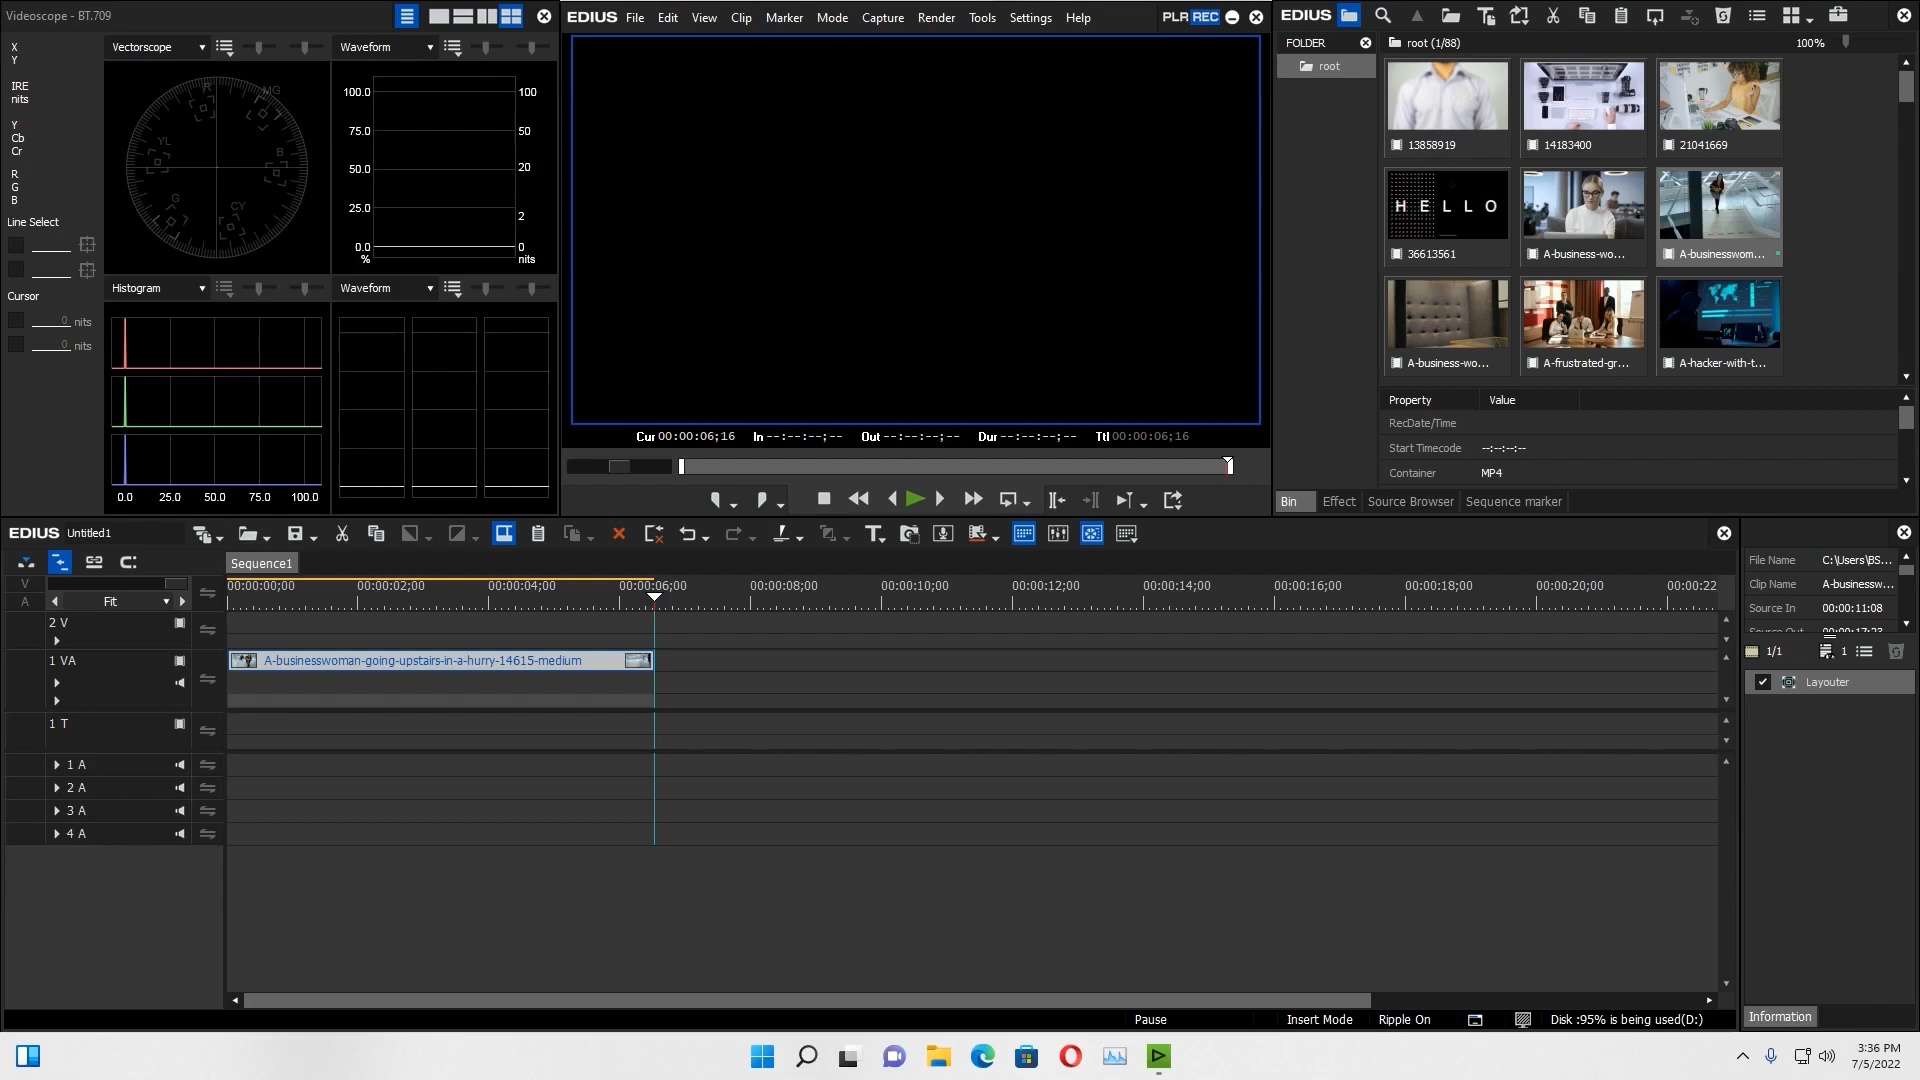 Videoscope - BT.709
EDIUS File Edit View Clip Marker Mode Capture Render Tools Settings Help PLR REC
EDIUS
X
Y
IRE
nits
Y
Cb
Cr
R
G
B
Line Select
Cursor
0 nits
0 nits
Vectorscope
Waveform
R MG
YL B
G CY
100.0 100
75.0 50
50.0 20
25.0 2
0.0 0
% nits
Histogram
Waveform
0.0 25.0 50.0 75.0 100.0
Cur 00:00:06;16 In --:--:--;-- Out --:--:--;-- Dur --:--:--;-- Ttl 00:00:06;16
FOLDER
root
root (1/88) 100%
HELLO
13858919 14183400 21041669
36613561 A-business-wo... A-businesswom...
A-business-wo... A-frustrated-gr... A-hacker-with-t...
Property Value
RecDate/Time
Start Timecode --:--:--:--
Container MP4
Bin Effect Source Browser Sequence marker
EDIUS Untitled1
Sequence1
V
A Fit
00:00:00;00 00:00:02;00 00:00:04;00 00:00:06;00 00:00:08;00 00:00:10;00 00:00:12;00 00:00:14;00 00:00:16;00 00:00:18;00 00:00:20;00 00:00:22
2 V
1 VA A-businesswoman-going-upstairs-in-a-hurry-14615-medium
1 T
1 A
2 A
3 A
4 A
File Name C:\Users\BS...
Clip Name A-businessw...
Source In 00:00:11:08
Source Out 00:00:17:23
1/1 1
Layouter
Information
Pause Insert Mode Ripple On Disk :95% is being used(D:)
3:36 PM
7/5/2022